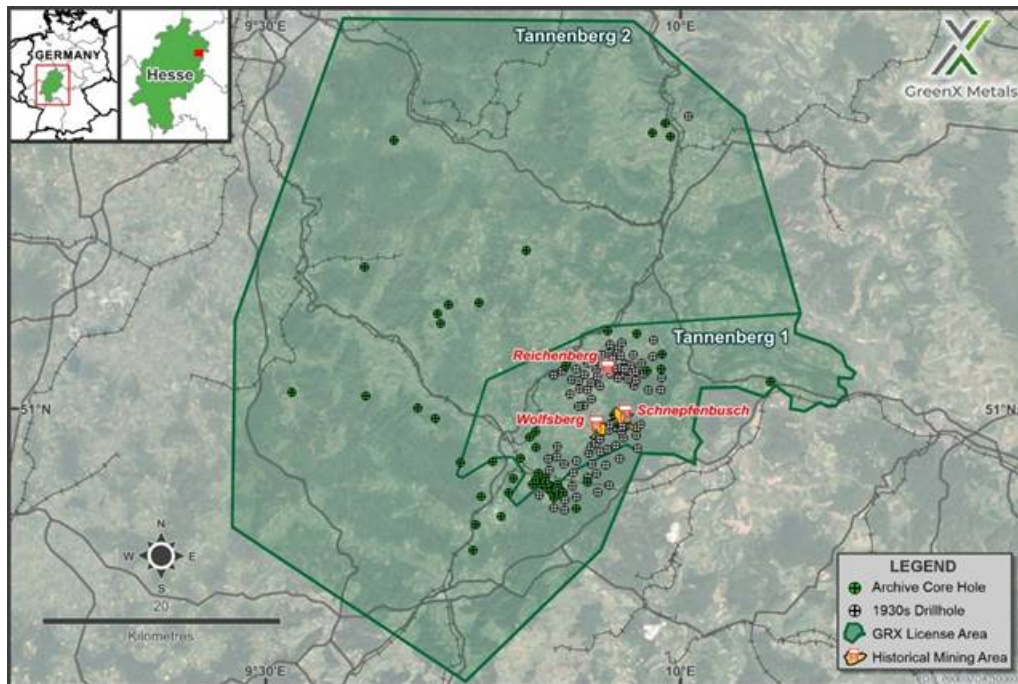 9°30'E
10°E
GERMANY
Hesse
Tannenberg 2
GreenX Metals
Tannenberg 1
Reichenberg
51°N
Wolfsberg
Schnepfenbusch
51°N
N
W
E
S
20
Kilometres
9°30'E
10°E
LEGEND
Archive Core Hole
1930s Drillhole
GRX License Area
Historical Mining Area